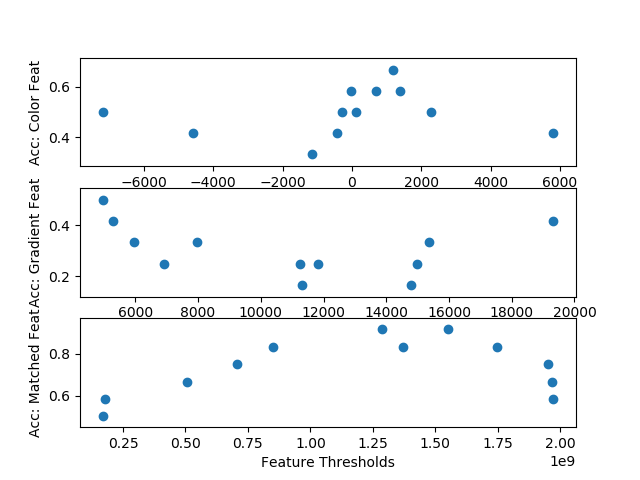 Acc: Color Feat
0.6
0.4
−6000 −4000 −2000 0 2000 4000 6000
Acc: Gradient Feat
0.4
0.2
6000 8000 10000 12000 14000 16000 18000 20000
Acc: Matched Feat
0.8
0.6
0.25 0.50 0.75 1.00 1.25 1.50 1.75 2.00
1e9
Feature Thresholds